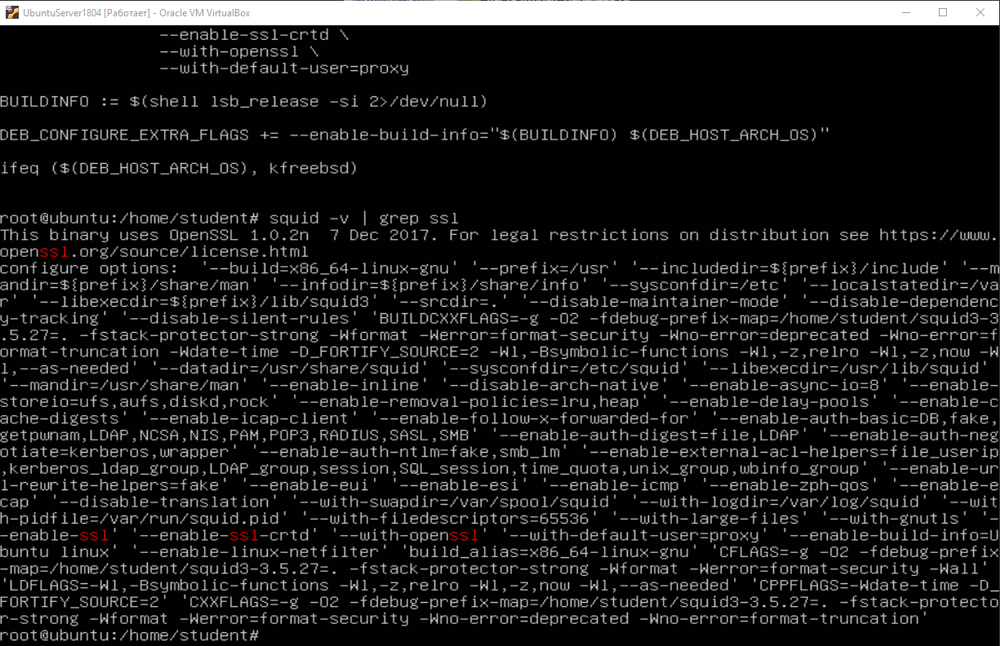 UbuntuServer1804 [Работает] - Oracle VM VirtualBox
--enable-ssl-crtd \
--with-openssl \
--with-default-user=proxy
BUILDINFO := $(shell lsb_release -si 2>/dev/null)
DEB_CONFIGURE_EXTRA_FLAGS += --enable-build-info="$(BUILDINFO) $(DEB_HOST_ARCH_OS)"
ifeq ($(DEB_HOST_ARCH_OS), kfreebsd)
root@ubuntu:/home/student# squid -v | grep ssl
This binary uses OpenSSL 1.0.2n  7 Dec 2017. For legal restrictions on distribution see https://www.
openssl.org/source/license.html
configure options:  '--build=x86_64-linux-gnu' '--prefix=/usr' '--includedir=${prefix}/include' '--m
andir=${prefix}/share/man' '--infodir=${prefix}/share/info' '--sysconfdir=/etc' '--localstatedir=/va
r' '--libexecdir=${prefix}/lib/squid3' '--srcdir=.' '--disable-maintainer-mode' '--disable-dependenc
y-tracking' '--disable-silent-rules' 'BUILDCXXFLAGS=-g -O2 -fdebug-prefix-map=/home/student/squid3-3
.5.27=. -fstack-protector-strong -Wformat -Werror=format-security -Wno-error=deprecated -Wno-error=f
ormat-truncation -Wdate-time -D_FORTIFY_SOURCE=2 -Wl,-Bsymbolic-functions -Wl,-z,relro -Wl,-z,now -W
l,--as-needed' '--datadir=/usr/share/squid' '--sysconfdir=/etc/squid' '--libexecdir=/usr/lib/squid'
'--mandir=/usr/share/man' '--enable-inline' '--disable-arch-native' '--enable-async-io=8' '--enable-
storeio=ufs,aufs,diskd,rock' '--enable-removal-policies=lru,heap' '--enable-delay-pools' '--enable-c
ache-digests' '--enable-icap-client' '--enable-follow-x-forwarded-for' '--enable-auth-basic=DB,fake,
getpwnam,LDAP,NCSA,NIS,PAM,POP3,RADIUS,SASL,SMB' '--enable-auth-digest=file,LDAP' '--enable-auth-neg
otiate=kerberos,wrapper' '--enable-auth-ntlm=fake,smb_lm' '--enable-external-acl-helpers=file_userip
,kerberos_ldap_group,LDAP_group,session,SQL_session,time_quota,unix_group,wbinfo_group' '--enable-ur
l-rewrite-helpers=fake' '--enable-eui' '--enable-esi' '--enable-icmp' '--enable-zph-qos' '--enable-e
cap' '--disable-translation' '--with-swapdir=/var/spool/squid' '--with-logdir=/var/log/squid' '--wit
h-pidfile=/var/run/squid.pid' '--with-filedescriptors=65536' '--with-large-files' '--with-gnutls' '-
-enable-ssl' '--enable-ssl-crtd' '--with-openssl' '--with-default-user=proxy' '--enable-build-info=U
buntu linux' '--enable-linux-netfilter' 'build_alias=x86_64-linux-gnu' 'CFLAGS=-g -O2 -fdebug-prefix
-map=/home/student/squid3-3.5.27=. -fstack-protector-strong -Wformat -Werror=format-security -Wall'
'LDFLAGS=-Wl,-Bsymbolic-functions -Wl,-z,relro -Wl,-z,now -Wl,--as-needed' 'CPPFLAGS=-Wdate-time -D_
FORTIFY_SOURCE=2' 'CXXFLAGS=-g -O2 -fdebug-prefix-map=/home/student/squid3-3.5.27=. -fstack-protecto
r-strong -Wformat -Werror=format-security -Wno-error=deprecated -Wno-error=format-truncation'
root@ubuntu:/home/student#